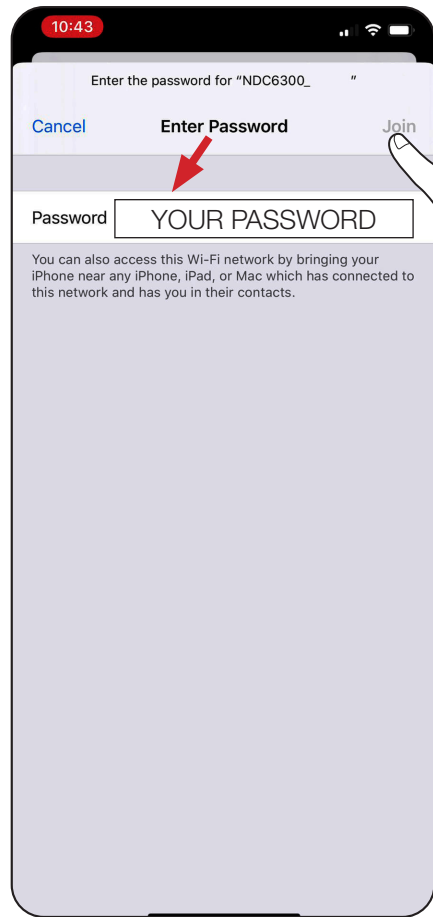 10:43
Enter the password for “NDC6300_ ”
Cancel Enter Password Join
Password YOUR PASSWORD
You can also access this Wi-Fi network by bringing your
iPhone near any iPhone, iPad, or Mac which has connected to
this network and has you in their contacts.